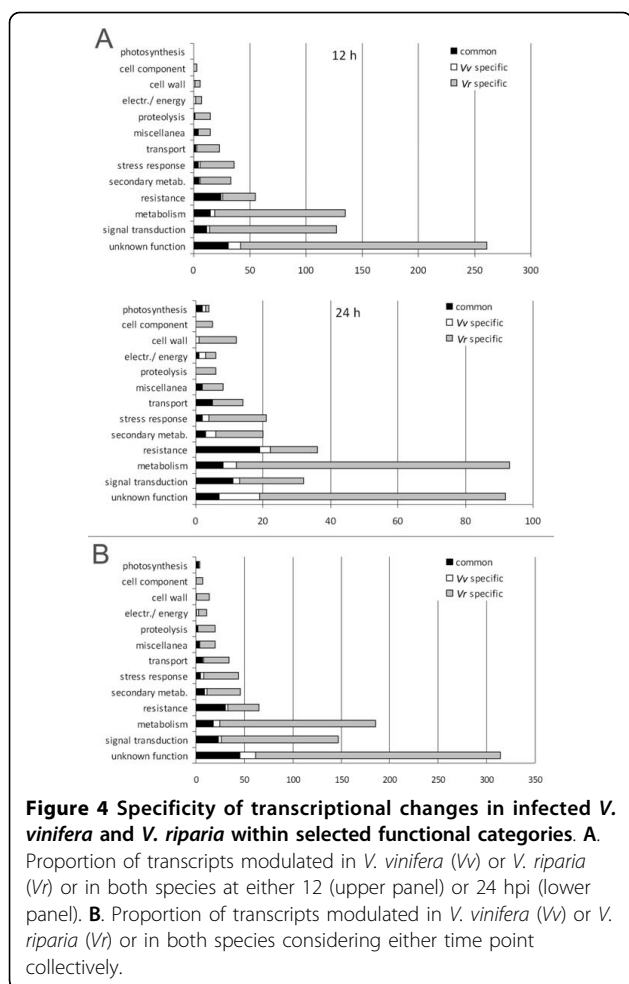 A
12 h
common
Vv specific
Vr specific
photosynthesis
cell component
cell wall
electr./ energy
proteolysis
miscellanea
transport
stress response
secondary metab.
resistance
metabolism
signal transduction
unknown function
0 50 100 150 200 250 300
24 h
common
Vv specific
Vr specific
photosynthesis
cell component
cell wall
electr./ energy
proteolysis
miscellanea
transport
stress response
secondary metab.
resistance
metabolism
signal transduction
unknown function
0 20 40 60 80 100
B
common
Vv specific
Vr specific
photosynthesis
cell component
cell wall
electr./ energy
proteolysis
miscellanea
transport
stress response
secondary metab.
resistance
metabolism
signal transduction
unknown function
0 50 100 150 200 250 300 350
Figure 4 Specificity of transcriptional changes in infected V.
vinifera and V. riparia within selected functional categories. A.
Proportion of transcripts modulated in V. vinifera (Vv) or V. riparia
(Vr) or in both species at either 12 (upper panel) or 24 hpi (lower
panel). B. Proportion of transcripts modulated in V. vinifera (Vv) or V.
riparia (Vr) or in both species considering either time point
collectively.